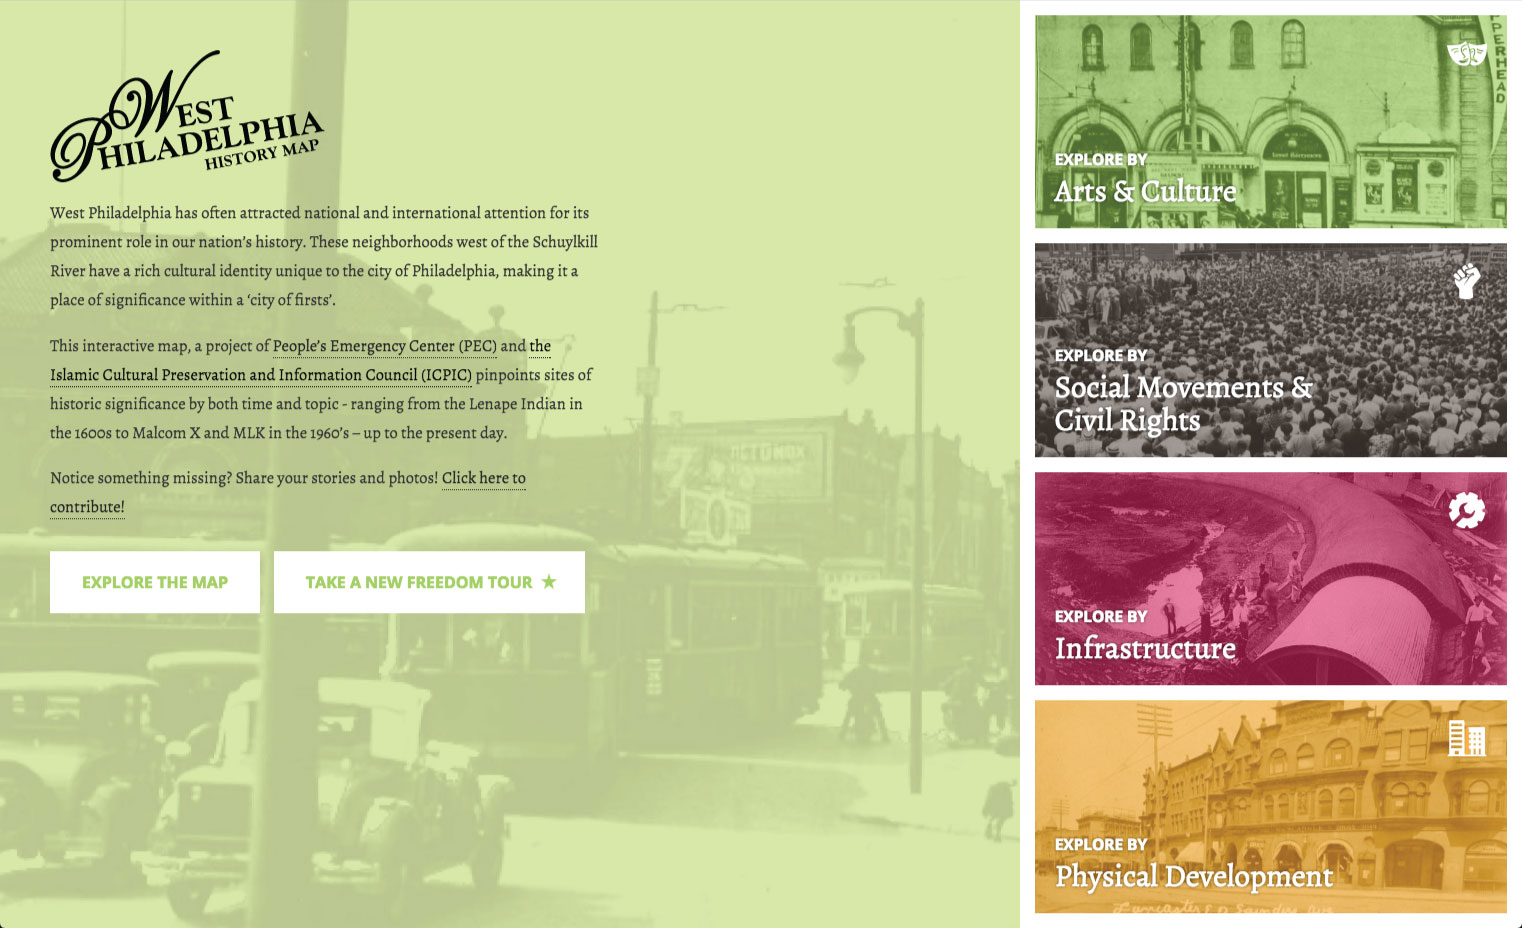 West
Philadelphia
History Map
West Philadelphia has often attracted national and international attention for its
prominent role in our nation’s history. These neighborhoods west of the Schuylkill
River have a rich cultural identity unique to the city of Philadelphia, making it a
place of significance within a ‘city of firsts’.
This interactive map, a project of People’s Emergency Center (PEC) and the
Islamic Cultural Preservation and Information Council (ICPIC) pinpoints sites of
historic significance by both time and topic - ranging from the Lenape Indian in
the 1600s to Malcom X and MLK in the 1960’s – up to the present day.
Notice something missing? Share your stories and photos! Click here to
contribute!
EXPLORE THE MAP
TAKE A NEW FREEDOM TOUR ★
EXPLORE BY
Arts & Culture
PPERHEAD
EXPLORE BY
Social Movements &
Civil Rights
EXPLORE BY
Infrastructure
EXPLORE BY
Physical Development
Lancaster
Saunders Ave